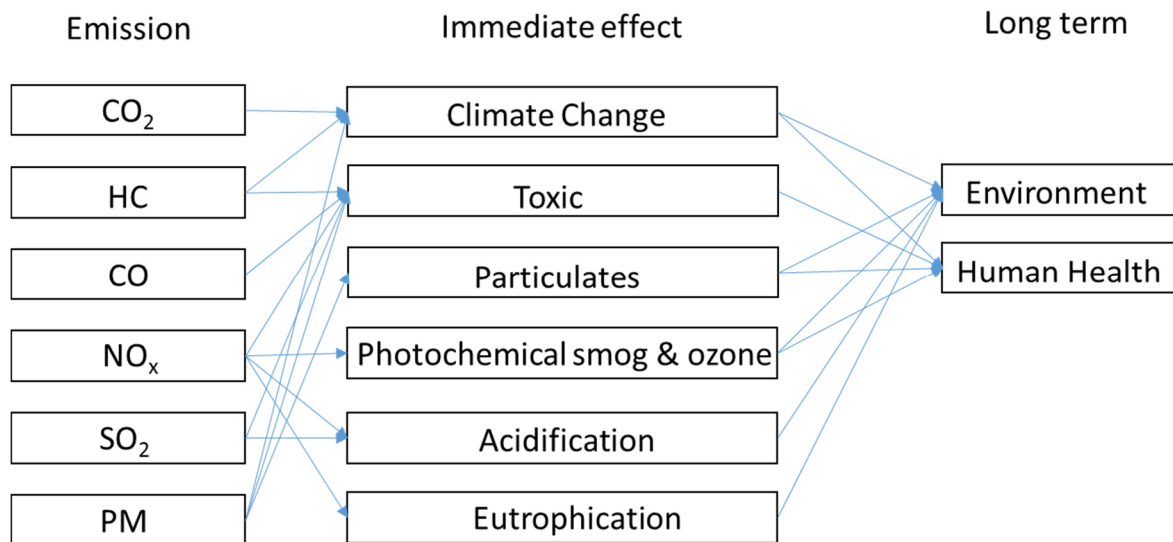 Emission
Immediate effect
Long term
CO₂
HC
CO
NOₓ
SO₂
PM
Climate Change
Toxic
Particulates
Photochemical smog & ozone
Acidification
Eutrophication
Environment
Human Health